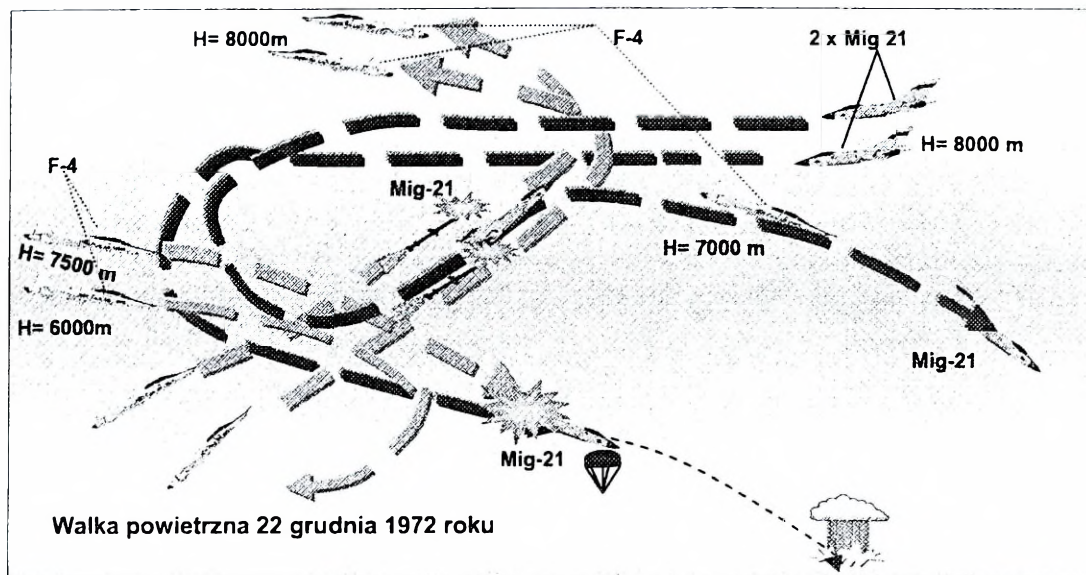 H= 8000m
F-4
2 x Mig 21
H= 8000 m
F-4
Mig-21
H= 7500 m
H= 7000 m
H= 6000m
Mig-21
Mig-21
Walka powietrzna 22 grudnia 1972 roku